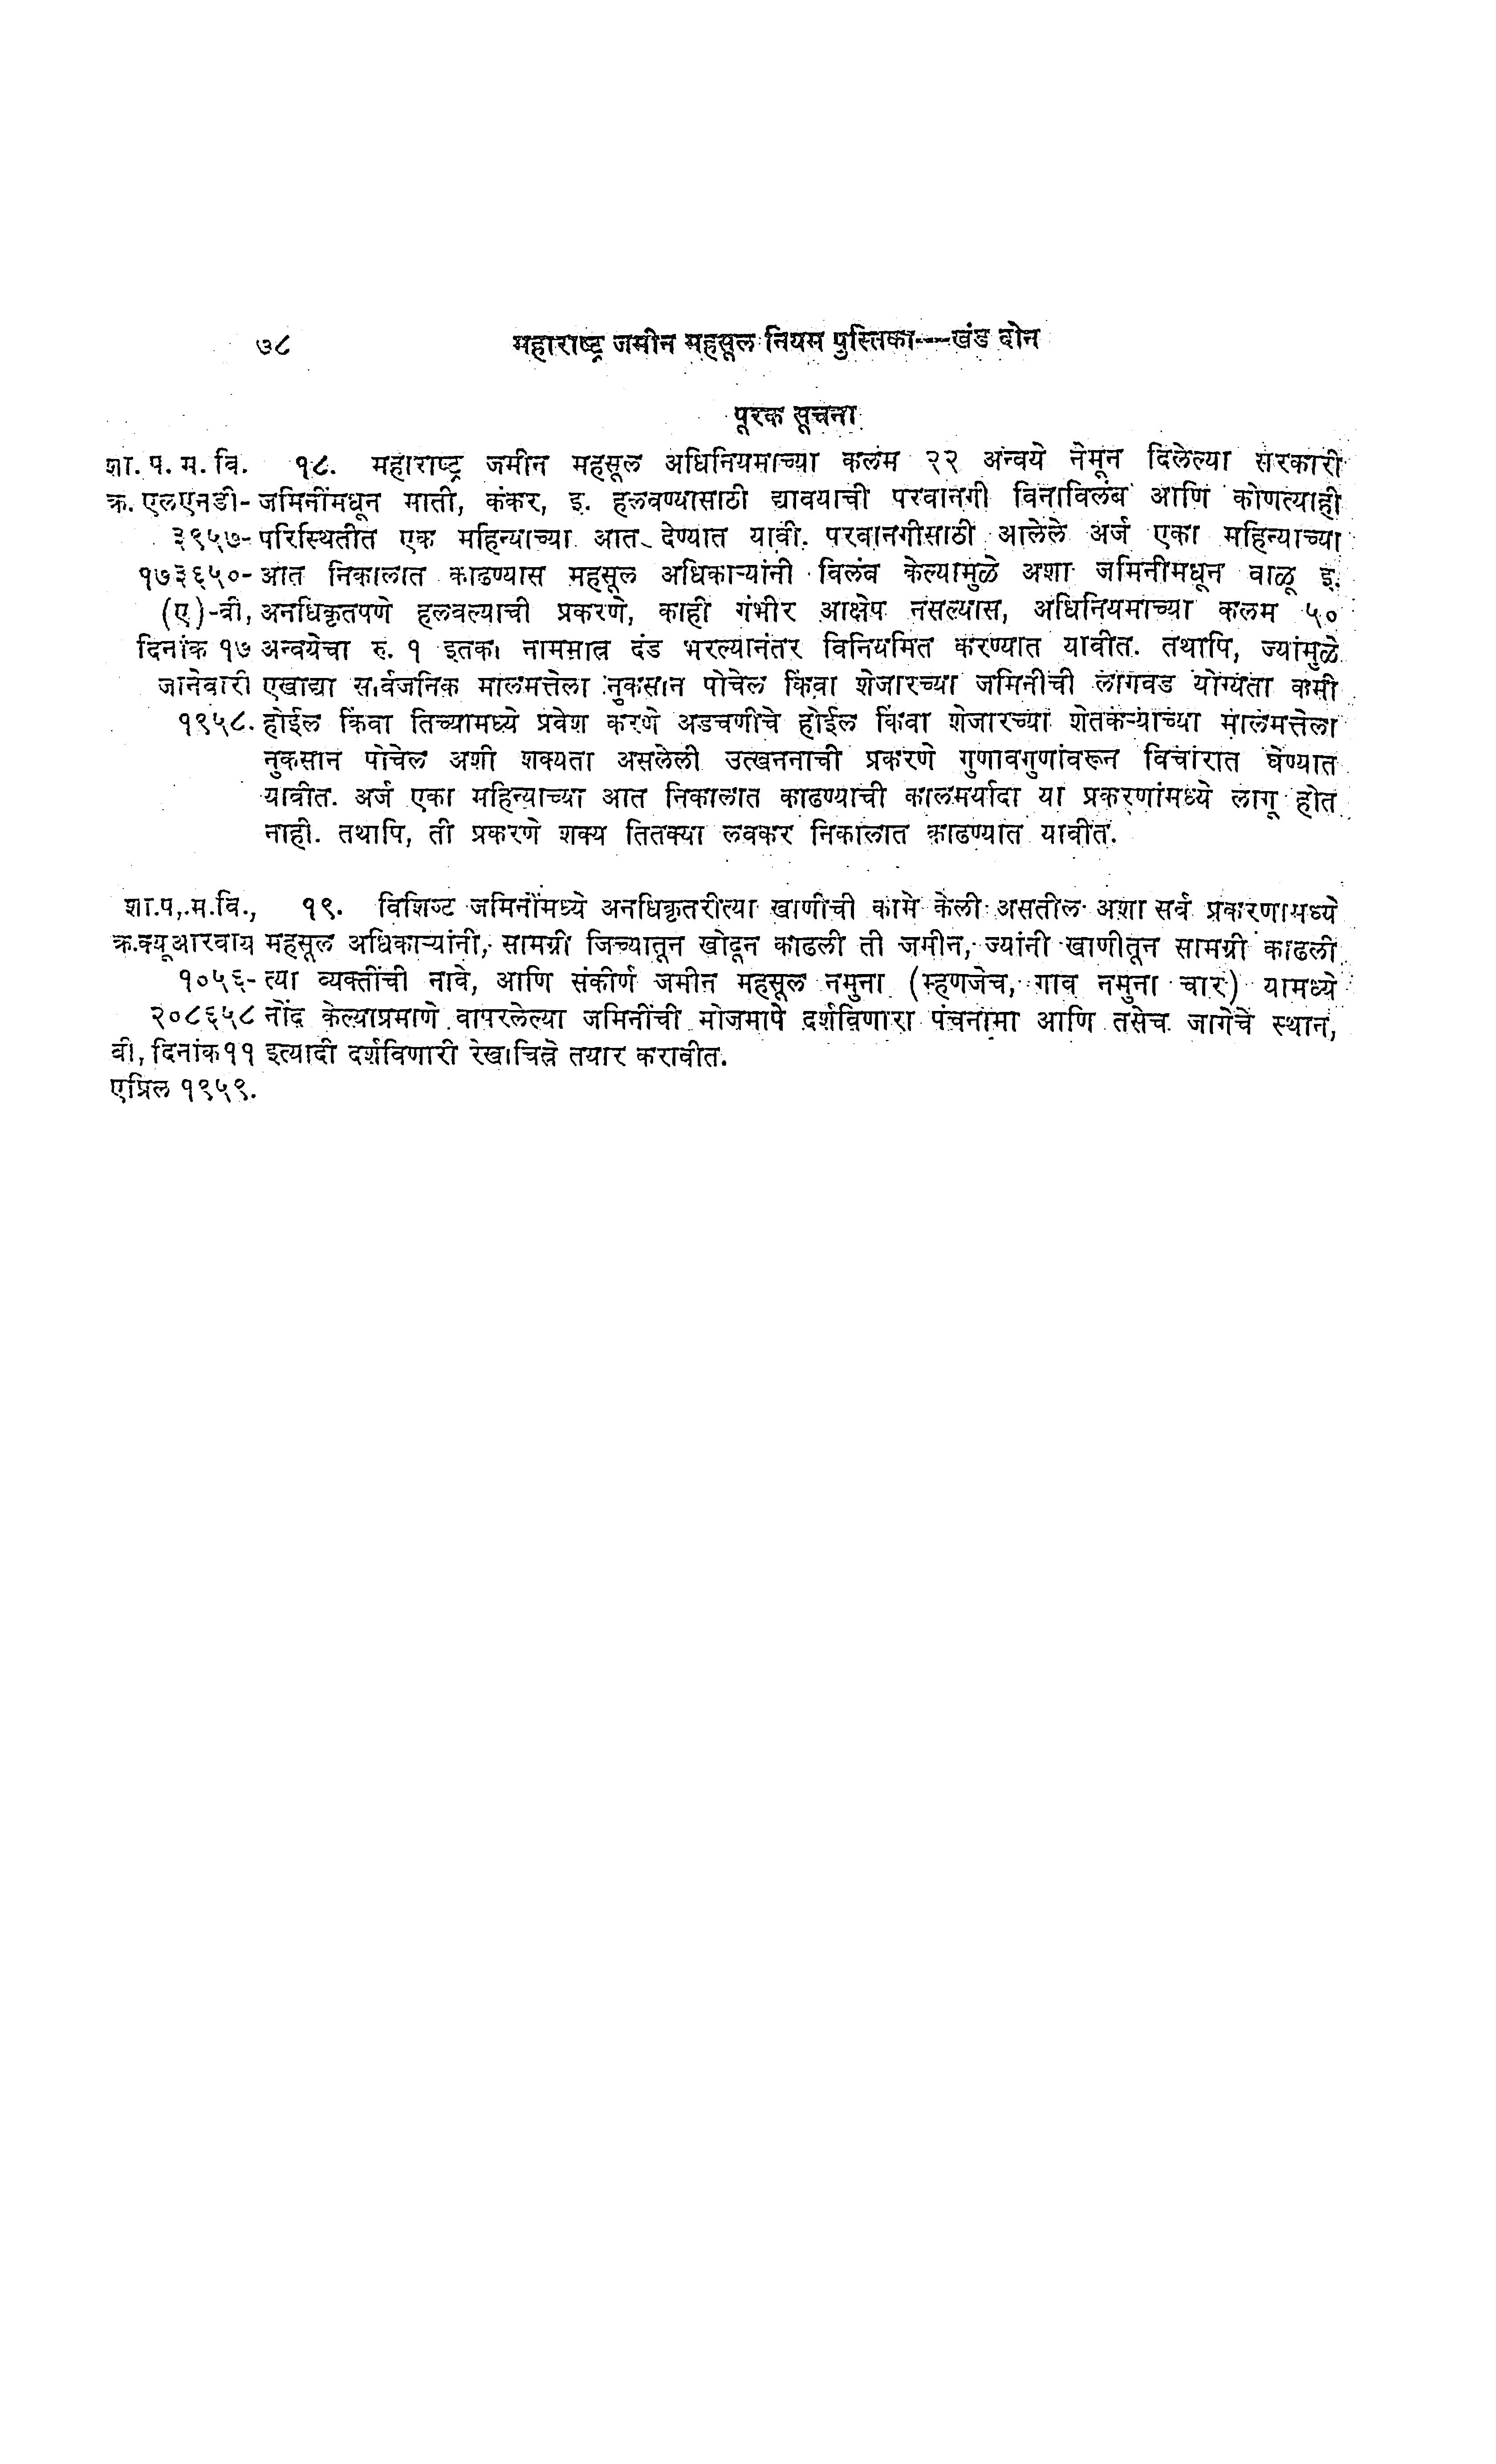 ७८ महाराष्ट्र जमीन महसूल नियम पुस्तिका---खंड दोन
पूरक सूचना
शा. प. म. वि. १८. महाराष्ट्र जमीन महसूल अधिनियमाच्या कलम २२ अन्वये नेमून दिलेल्या सरकारी
क्र. एलएनडी- जमिनींमधून माती, कंकर, इ. हलवण्यासाठी द्यावयाची परवानगी विनाविलंब आणि कोणत्याही
३९५७- परिस्थितीत एक महिन्याच्या आत देण्यात यावी. परवानगीसाठी आलेले अर्ज एका महिन्याच्या
१७३६५०- आत निकालात काढण्यास महसूल अधिकाऱ्यांनी विलंब केल्यामुळे अशा जमिनीमधून वाळू इ.
(ए)-बी, अनधिकृतपणे हलवल्याची प्रकरणे, काही गंभीर आक्षेप नसल्यास, अधिनियमाच्या कलम ५०
दिनांक १७ अन्वयेचा रु. १ इतका नाममात्र दंड भरल्यानंतर विनियमित करण्यात यावीत. तथापि, ज्यांमुळे
जानेवारी एखाद्या सार्वजनिक मालमत्तेला नुकसान पोचेल किंवा शेजारच्या जमिनीची लागवड योग्यता कमी
१९५८. होईल किंवा तिच्यामध्ये प्रवेश करणे अडचणीचे होईल किंवा शेजारच्या शेतकऱ्याच्या मालमत्तेला
नुकसान पोचेल अशी शक्यता असलेली उत्खननाची प्रकरणे गुणावगुणांवरून विचारात घेण्यात
यावीत. अर्ज एका महिन्याच्या आत निकालात काढण्याची कालमर्यादा या प्रकरणांमध्ये लागू होत
नाही. तथापि, ती प्रकरणे शक्य तितक्या लवकर निकालात काढण्यात यावीत.
शा.प,.म.वि., १९. विशिष्ट जमिनींमध्ये अनधिकृतरीत्या खाणीची कामे केली असतील अशा सर्व प्रकरणामध्ये
क्र.क्यूआरवाय महसूल अधिकाऱ्यांनी, सामग्री जिच्यातून खोदून काढली ती जमीन, ज्यांनी खाणीतून सामग्री काढली
१०५६- त्या व्यक्तींची नावे, आणि संकीर्ण जमीन महसूल नमुना (म्हणजेच, गाव नमुना चार) यामध्ये
२०८६५८ नोंद केल्याप्रमाणे वापरलेल्या जमिनींची मोजमापे दर्शविणारा पंचनामा आणि तसेच जागेचे स्थान,
बी, दिनांक ११ इत्यादी दर्शविणारी रेखाचित्रे तयार करावीत.
एप्रिल १९५९.